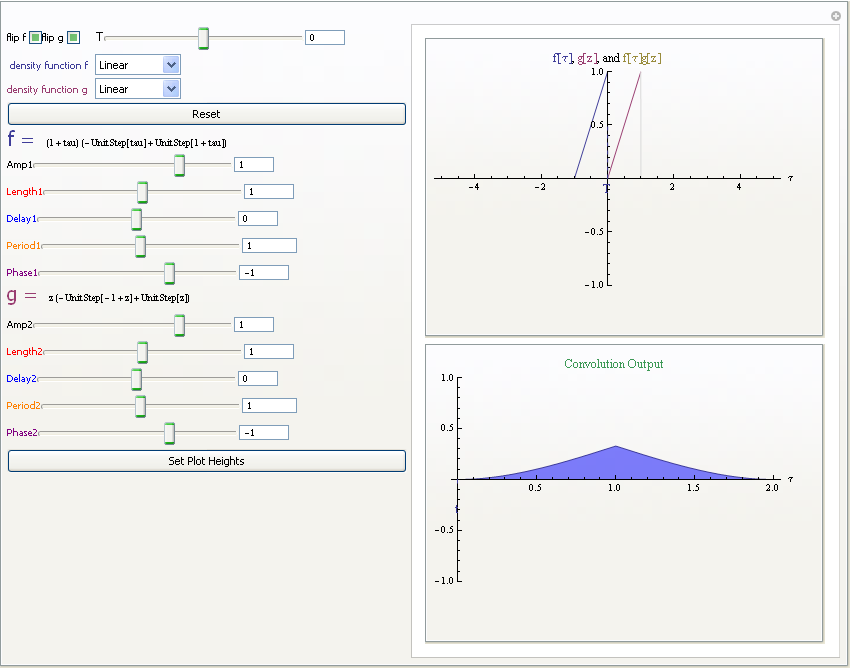 flip f flip g T 0
density function f Linear
density function g Linear
Reset
f = (1 + tau) (-UnitStep[tau] + UnitStep[1 + tau])
Amp1 1
Length1 1
Delay1 0
Period1 1
Phase1 -1
g = z (-UnitStep[-1 + z] + UnitStep[z])
Amp2 1
Length2 1
Delay2 0
Period2 1
Phase2 -1
Set Plot Heights
f[τ], g[z], and f[τ]g[z]
1.0
0.5
-4 -2 2 4 τ
-0.5
-1.0
Convolution Output
1.0
0.5
0.5 1.0 1.5 2.0 τ
-0.5
-1.0